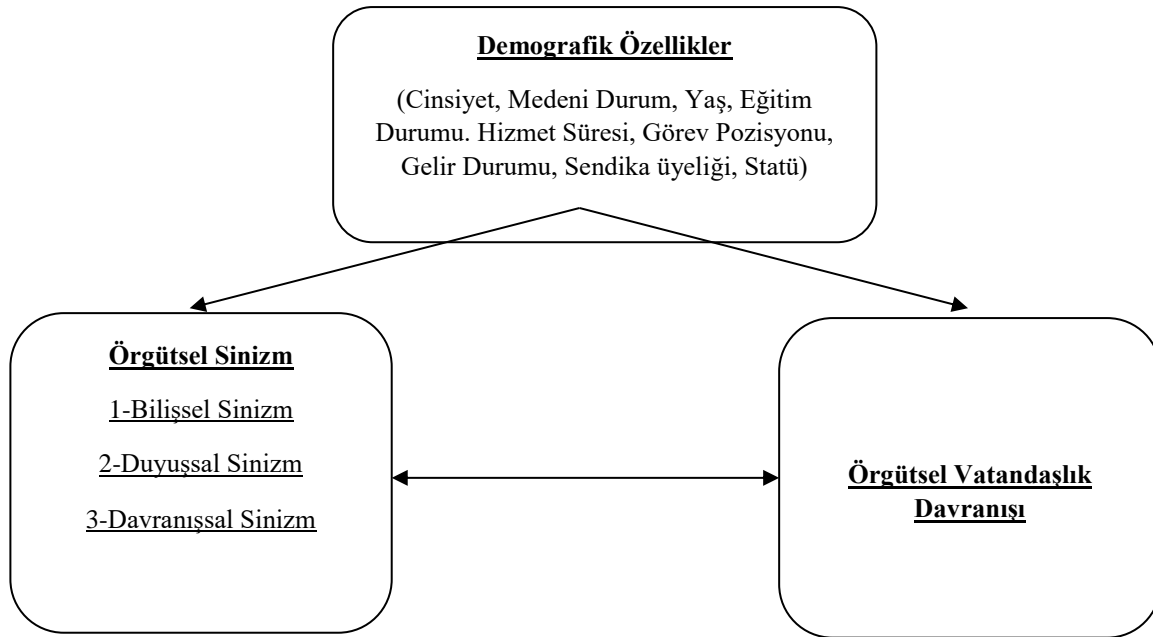 Demografik Özellikler
(Cinsiyet, Medeni Durum, Yaş, Eğitim
Durumu. Hizmet Süresi, Görev Pozisyonu,
Gelir Durumu, Sendika üyeliği, Statü)
Örgütsel Sinizm
1-Bilişsel Sinizm
2-Duyuşsal Sinizm
3-Davranışsal Sinizm
Örgütsel Vatandaşlık
Davranışı